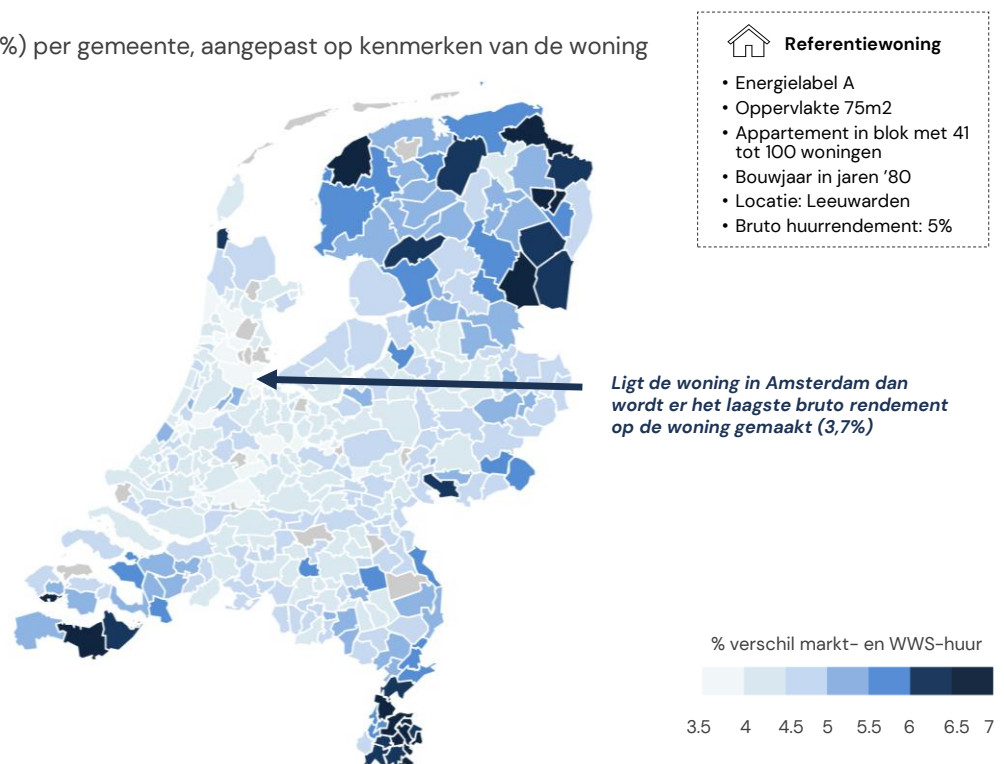 %) per gemeente, aangepast op kenmerken van de woning
Referentiewoning
• Energielabel A
• Oppervlakte 75m2
• Appartement in blok met 41
tot 100 woningen
• Bouwjaar in jaren ’80
• Locatie: Leeuwarden
• Bruto huurrendement: 5%
Ligt de woning in Amsterdam dan
wordt er het laagste bruto rendement
op de woning gemaakt (3,7%)
% verschil markt- en WWS-huur
3.5 4 4.5 5 5.5 6 6.5 7